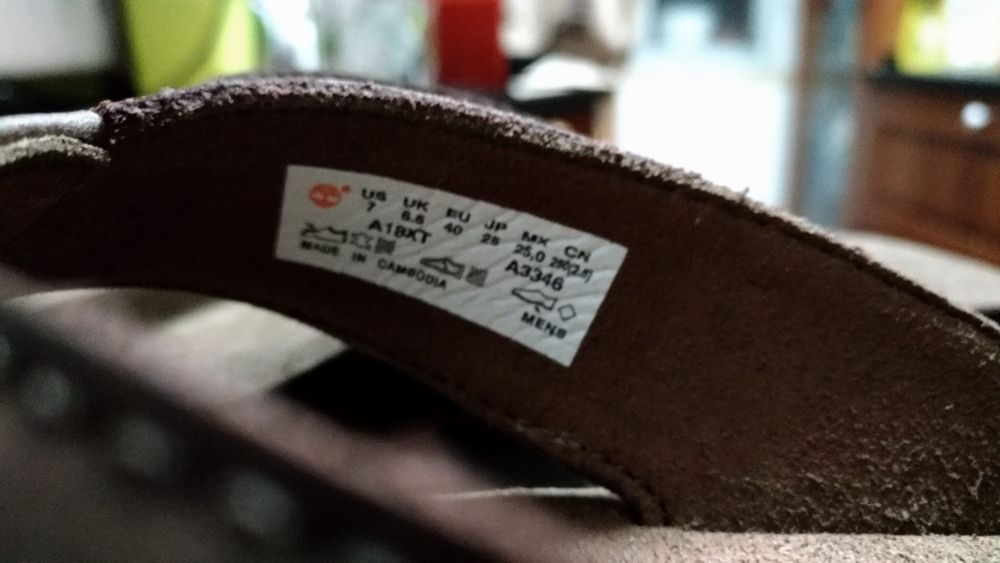 US UK EU JP MX CN
7 6.5 40 25 25,0 250(2.5)
A1BXT A3346
MADE IN CAMBODIA
MENS